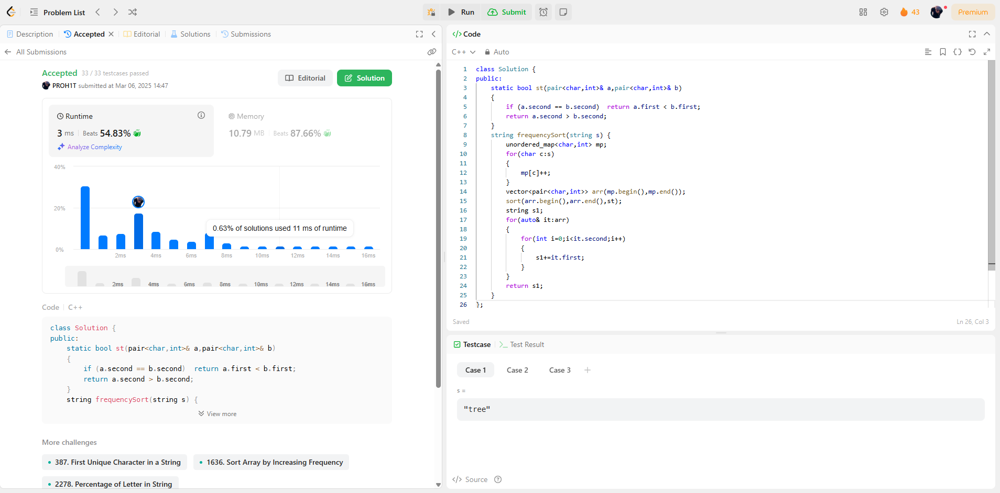 Problem List
Run
Submit
43
Premium
Description
Accepted
Editorial
Solutions
Submissions
All Submissions
Accepted 33 / 33 testcases passed
PROH1T submitted at Mar 06, 2025 14:47
Editorial
Solution
Runtime
3 ms
Beats 54.83%
Analyze Complexity
Memory
10.79 MB
Beats 87.66%
40%
20%
0%
0.63% of solutions used 11 ms of runtime
2ms 4ms 6ms 8ms 10ms 12ms 14ms 16ms
2ms 4ms 6ms 8ms 10ms 12ms 14ms 16ms
Code
C++
class Solution {
public:
    static bool st(pair<char,int>& a,pair<char,int>& b)
    {
        if (a.second == b.second)  return a.first < b.first;
        return a.second > b.second;
    }
    string frequencySort(string s) {
View more
More challenges
387. First Unique Character in a String
1636. Sort Array by Increasing Frequency
2278. Percentage of Letter in String
</> Code
C++
Auto
1 class Solution {
2 public:
3     static bool st(pair<char,int>& a,pair<char,int>& b)
4     {
5         if (a.second == b.second)  return a.first < b.first;
6         return a.second > b.second;
7     }
8     string frequencySort(string s) {
9         unordered_map<char,int> mp;
10         for(char c:s)
11         {
12             mp[c]++;
13         }
14         vector<pair<char,int>> arr(mp.begin(),mp.end());
15         sort(arr.begin(),arr.end(),st);
16         string s1;
17         for(auto& it:arr)
18         {
19             for(int i=0;i<it.second;i++)
20             {
21                 s1+=it.first;
22             }
23         }
24         return s1;
25     }
26 };
Saved
Ln 26, Col 3
Testcase
Test Result
Case 1
Case 2
Case 3
s =
"tree"
</> Source